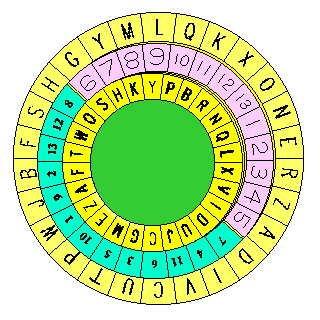 L Q K X O N E R Z A D I V C U T P W J B F S H G Y M
6 7 8 9 10 11 12 13 1 2 3 4 5
7 4 11 6 3 5 10 1 9 2 13 12 8
Y P B R N Q L X V I D U J C G M E Z A F T W O S H K